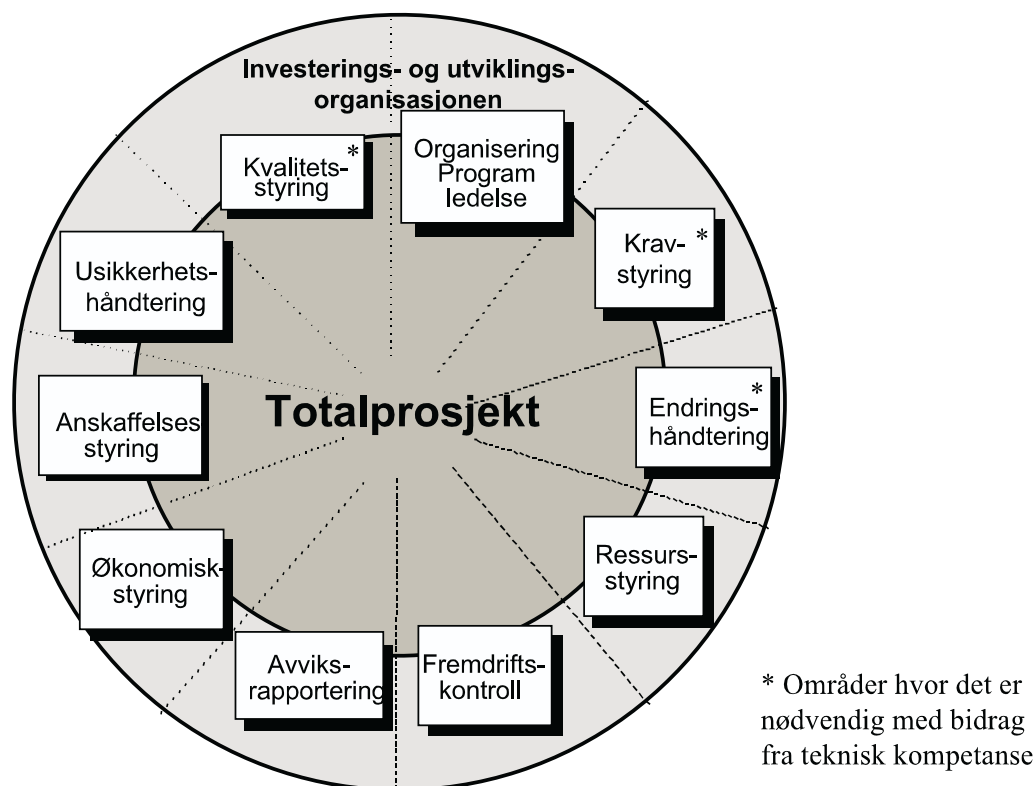 Investerings- og utviklings-
organisasjonen
Organisering
Program
ledelse
Krav- *
styring
Endrings- *
håndtering
Ressurs-
styring
Fremdrifts-
kontroll
Avviks-
rapportering
Økonomisk-
styring
Anskaffelses
styring
Usikkerhets-
håndtering
Kvalitets- *
styring
Totalprosjekt
* Områder hvor det er
nødvendig med bidrag
fra teknisk kompetanse